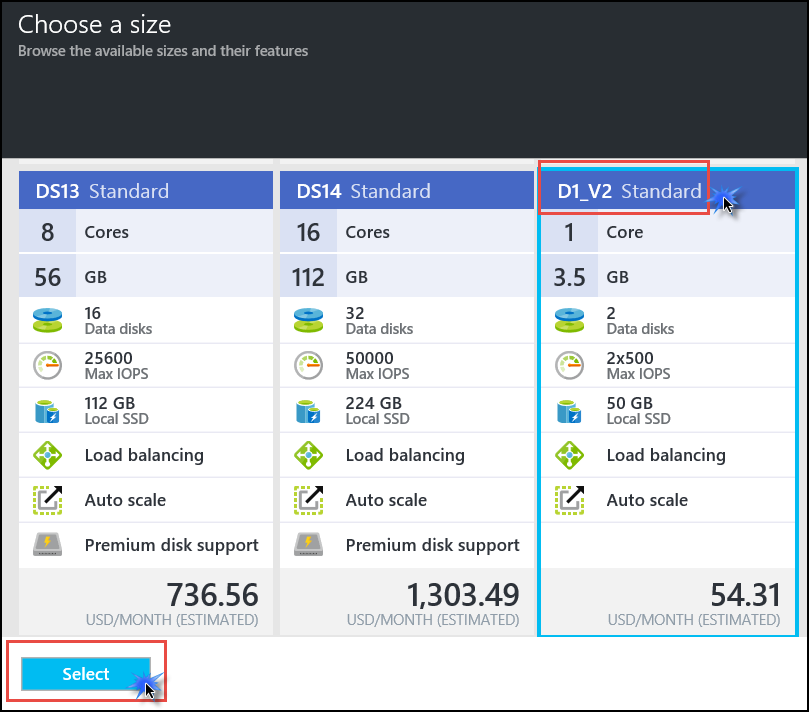 Choose a size
Browse the available sizes and their features
DS13 Standard
8 Cores
56 GB
16
Data disks
25600
Max IOPS
112 GB
Local SSD
Load balancing
Auto scale
Premium disk support
736.56
USD/MONTH (ESTIMATED)
DS14 Standard
16 Cores
112 GB
32
Data disks
50000
Max IOPS
224 GB
Local SSD
Load balancing
Auto scale
Premium disk support
1,303.49
USD/MONTH (ESTIMATED)
D1_V2 Standard
1 Core
3.5 GB
2
Data disks
2x500
Max IOPS
50 GB
Local SSD
Load balancing
Auto scale
54.31
USD/MONTH (ESTIMATED)
Select